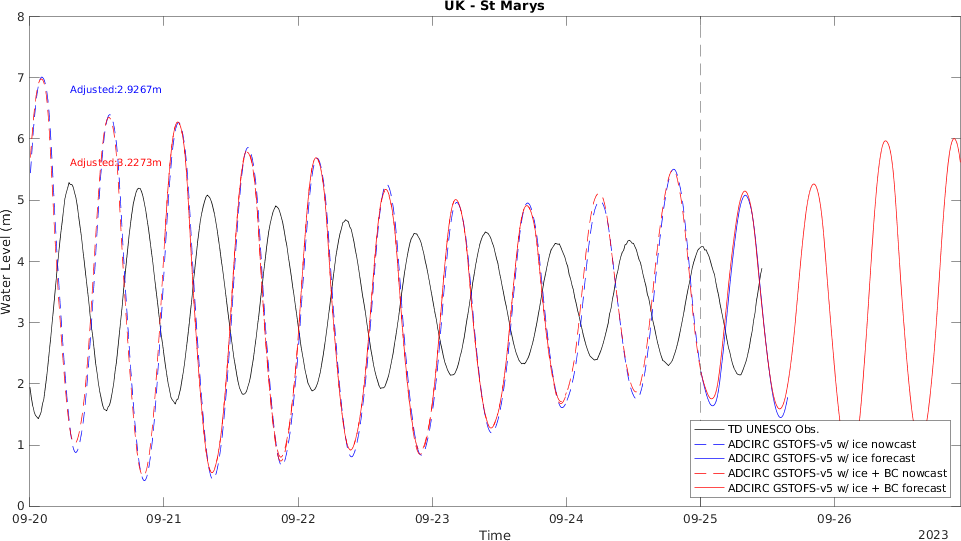 UK - St Marys
8
7
6
5
4
3
2
1
0
Water Level (m)
Adjusted:2.9267m
Adjusted:3.2273m
TD UNESCO Obs.
ADCIRC GSTOFS-v5 w/ ice nowcast
ADCIRC GSTOFS-v5 w/ ice forecast
ADCIRC GSTOFS-v5 w/ ice + BC nowcast
ADCIRC GSTOFS-v5 w/ ice + BC forecast
09-20 09-21 09-22 09-23 09-24 09-25 09-26
Time
2023